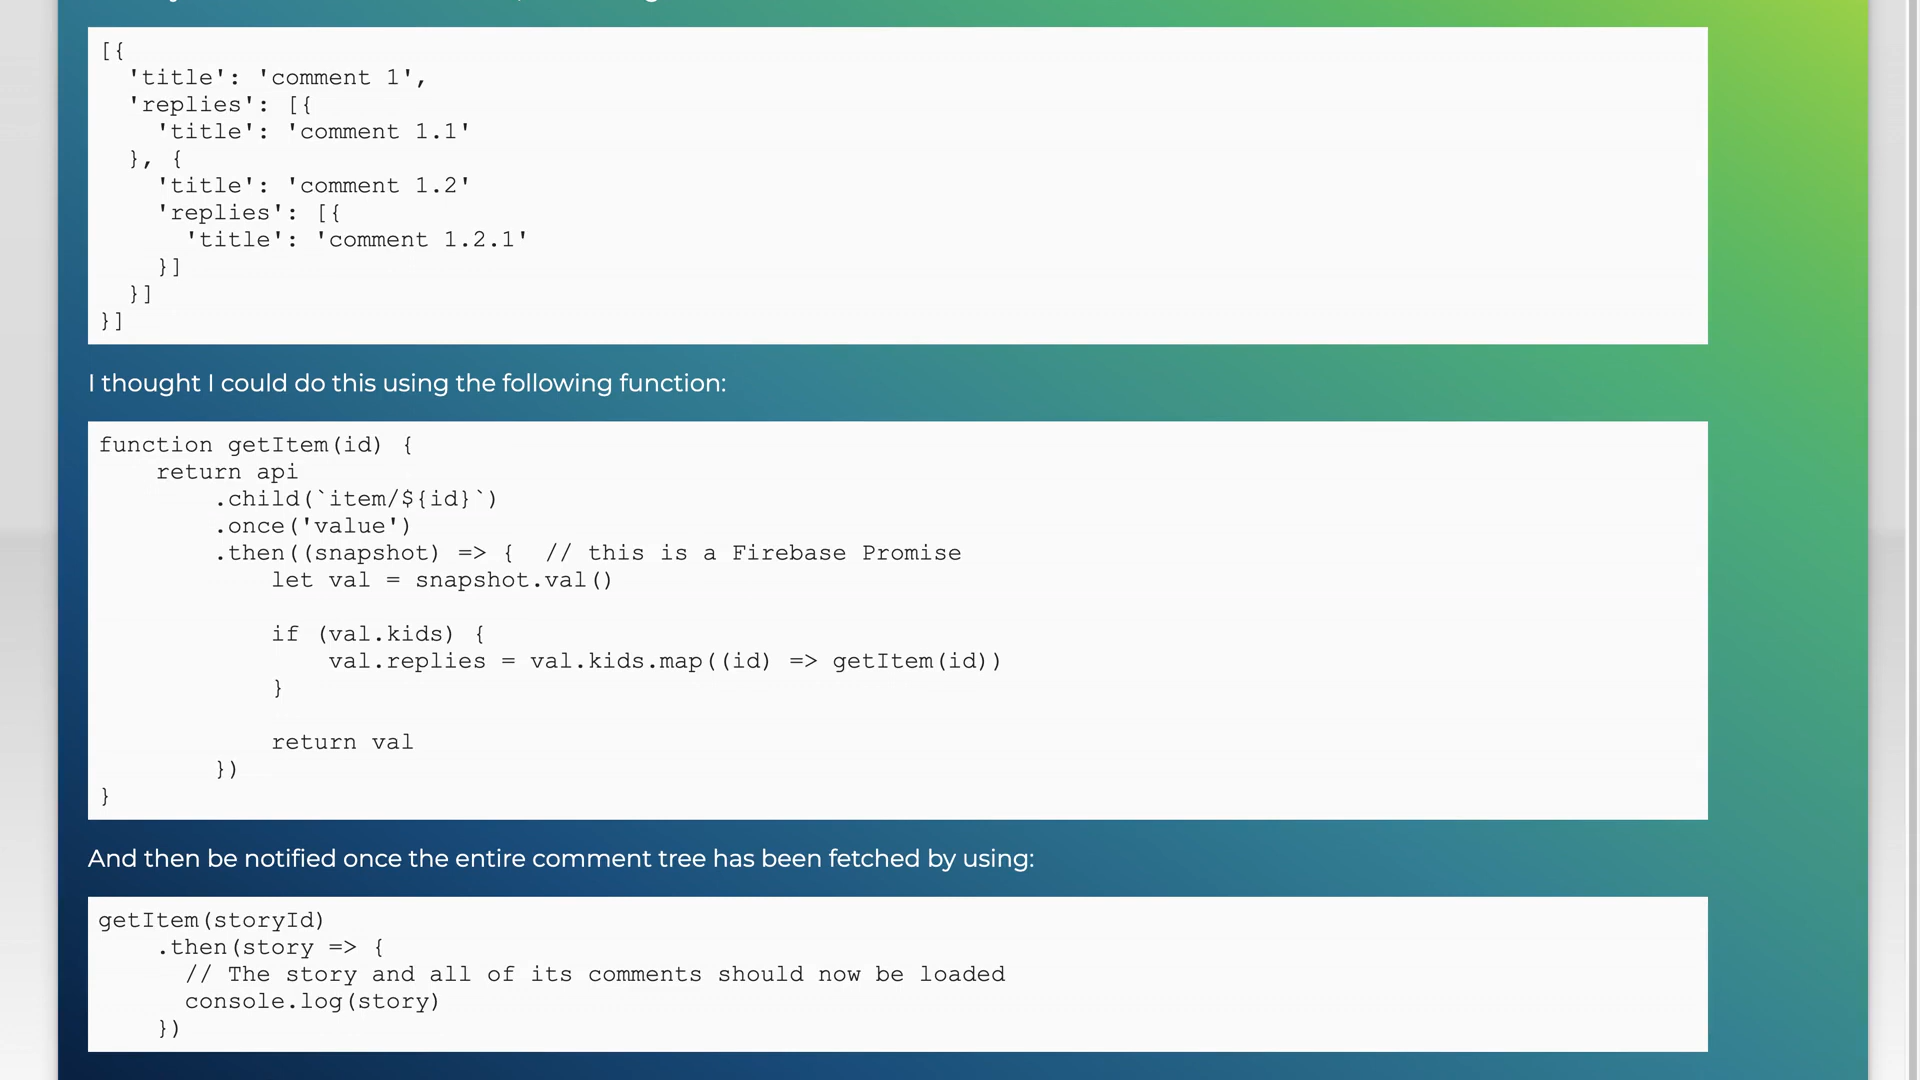 [{
  'title': 'comment 1',
  'replies': [{
    'title': 'comment 1.1'
  }, {
    'title': 'comment 1.2'
    'replies': [{
      'title': 'comment 1.2.1'
    }]
  }]
}]
I thought I could do this using the following function:
function getItem(id) {
    return api
        .child(`item/${id}`)
        .once('value')
        .then((snapshot) => {  // this is a Firebase Promise
            let val = snapshot.val()
            if (val.kids) {
                val.replies = val.kids.map((id) => getItem(id))
            }
            return val
        })
}
And then be notified once the entire comment tree has been fetched by using:
getItem(storyId)
    .then(story => {
      // The story and all of its comments should now be loaded
      console.log(story)
    })